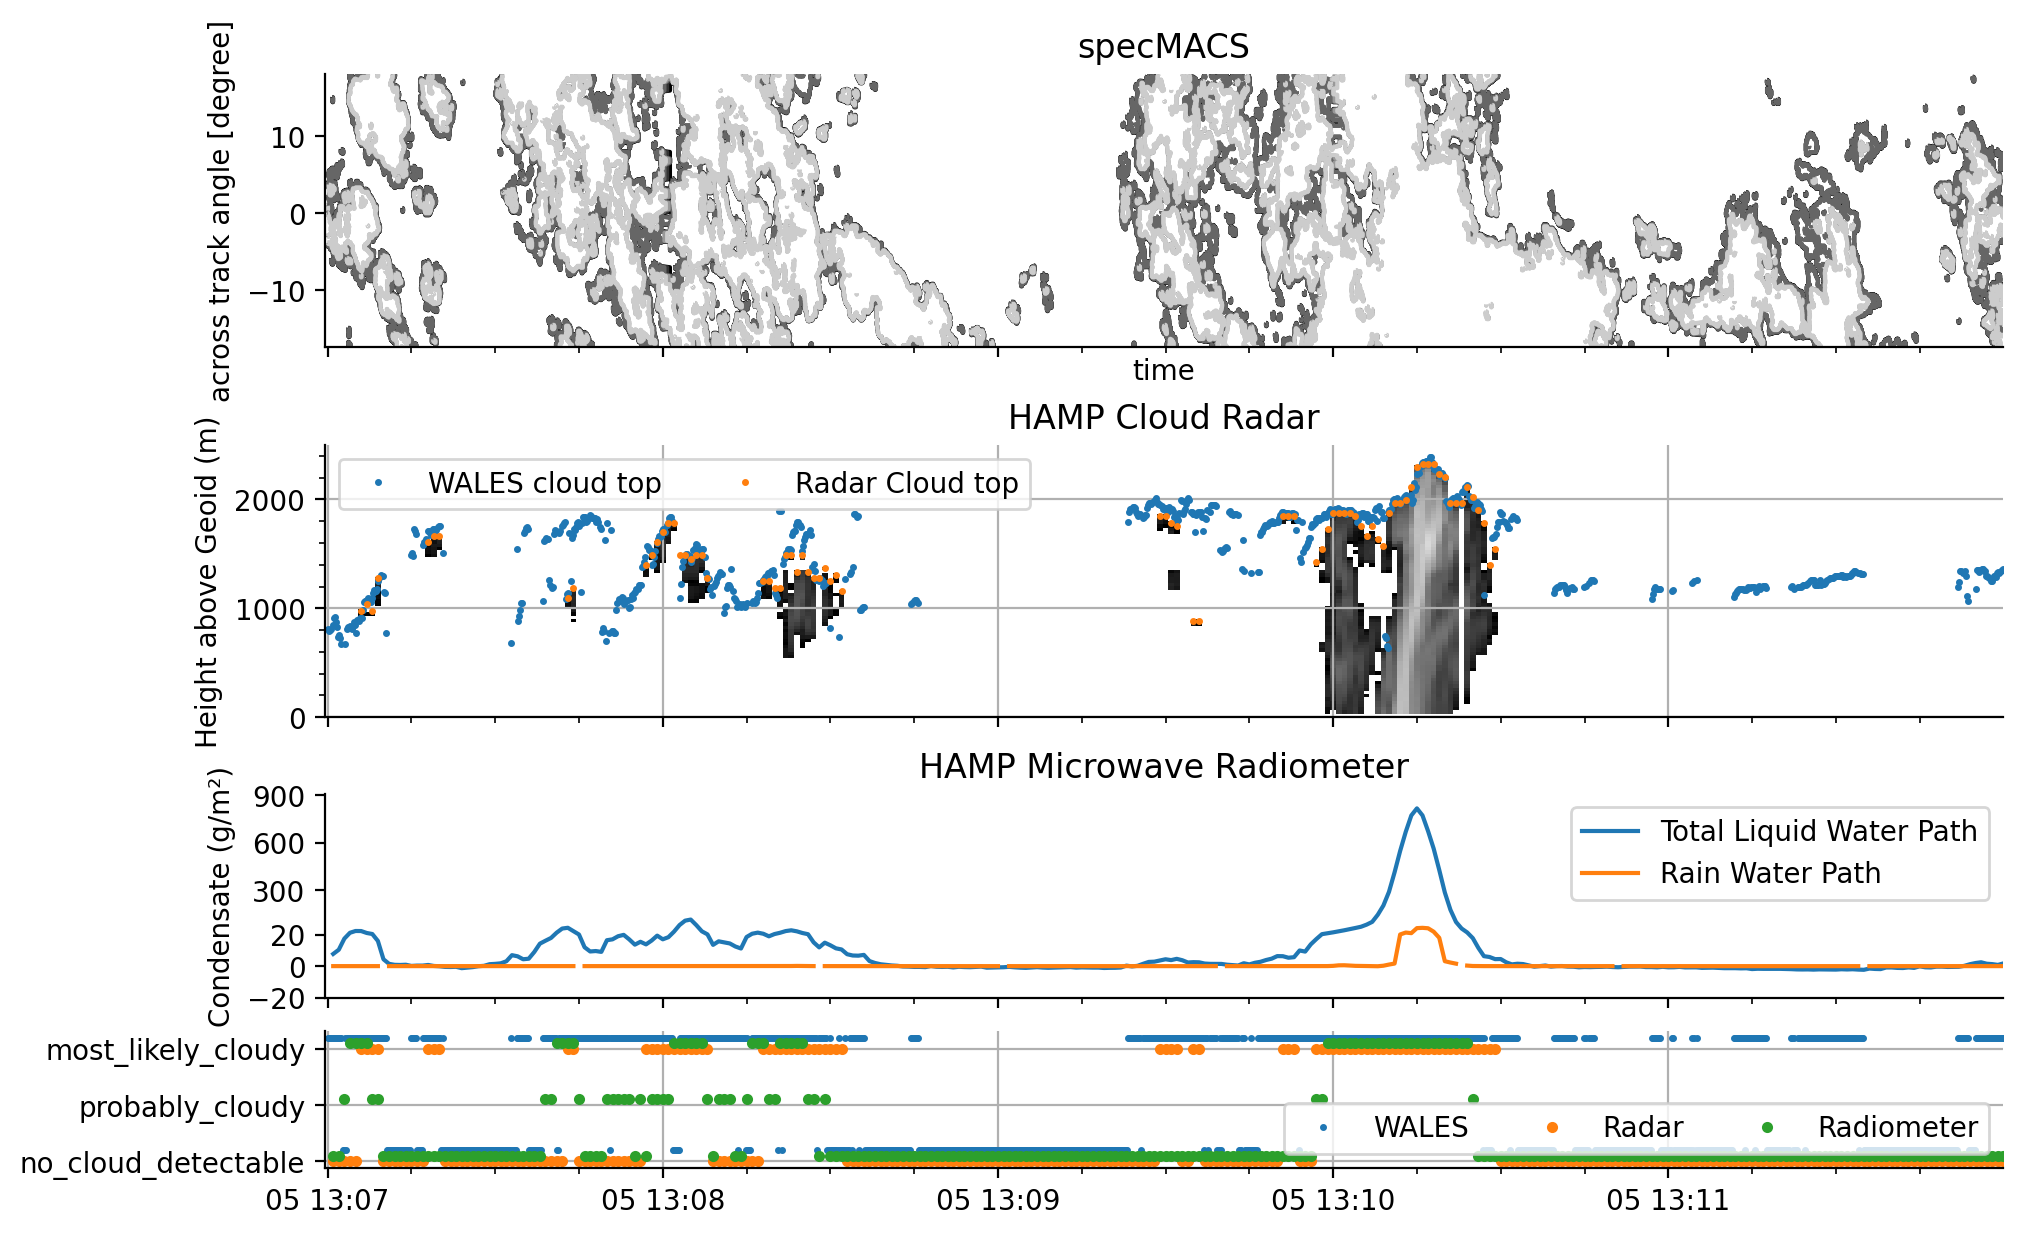 specMACS
across track angle [degree]
10
0
−10
time
HAMP Cloud Radar
Height above Geoid (m)
WALES cloud top Radar Cloud top
2000
1000
0
HAMP Microwave Radiometer
Condensate (g/m²)
900
600
300
20
0
−20
Total Liquid Water Path
Rain Water Path
most_likely_cloudy
probably_cloudy
no_cloud_detectable
WALES Radar Radiometer
05 13:07 05 13:08 05 13:09 05 13:10 05 13:11